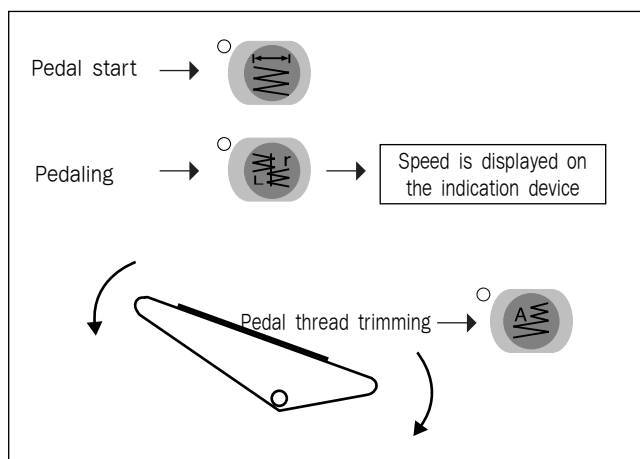 Pedal start
Pedaling
L r
Speed is displayed on
the indication device
Pedal thread trimming
A